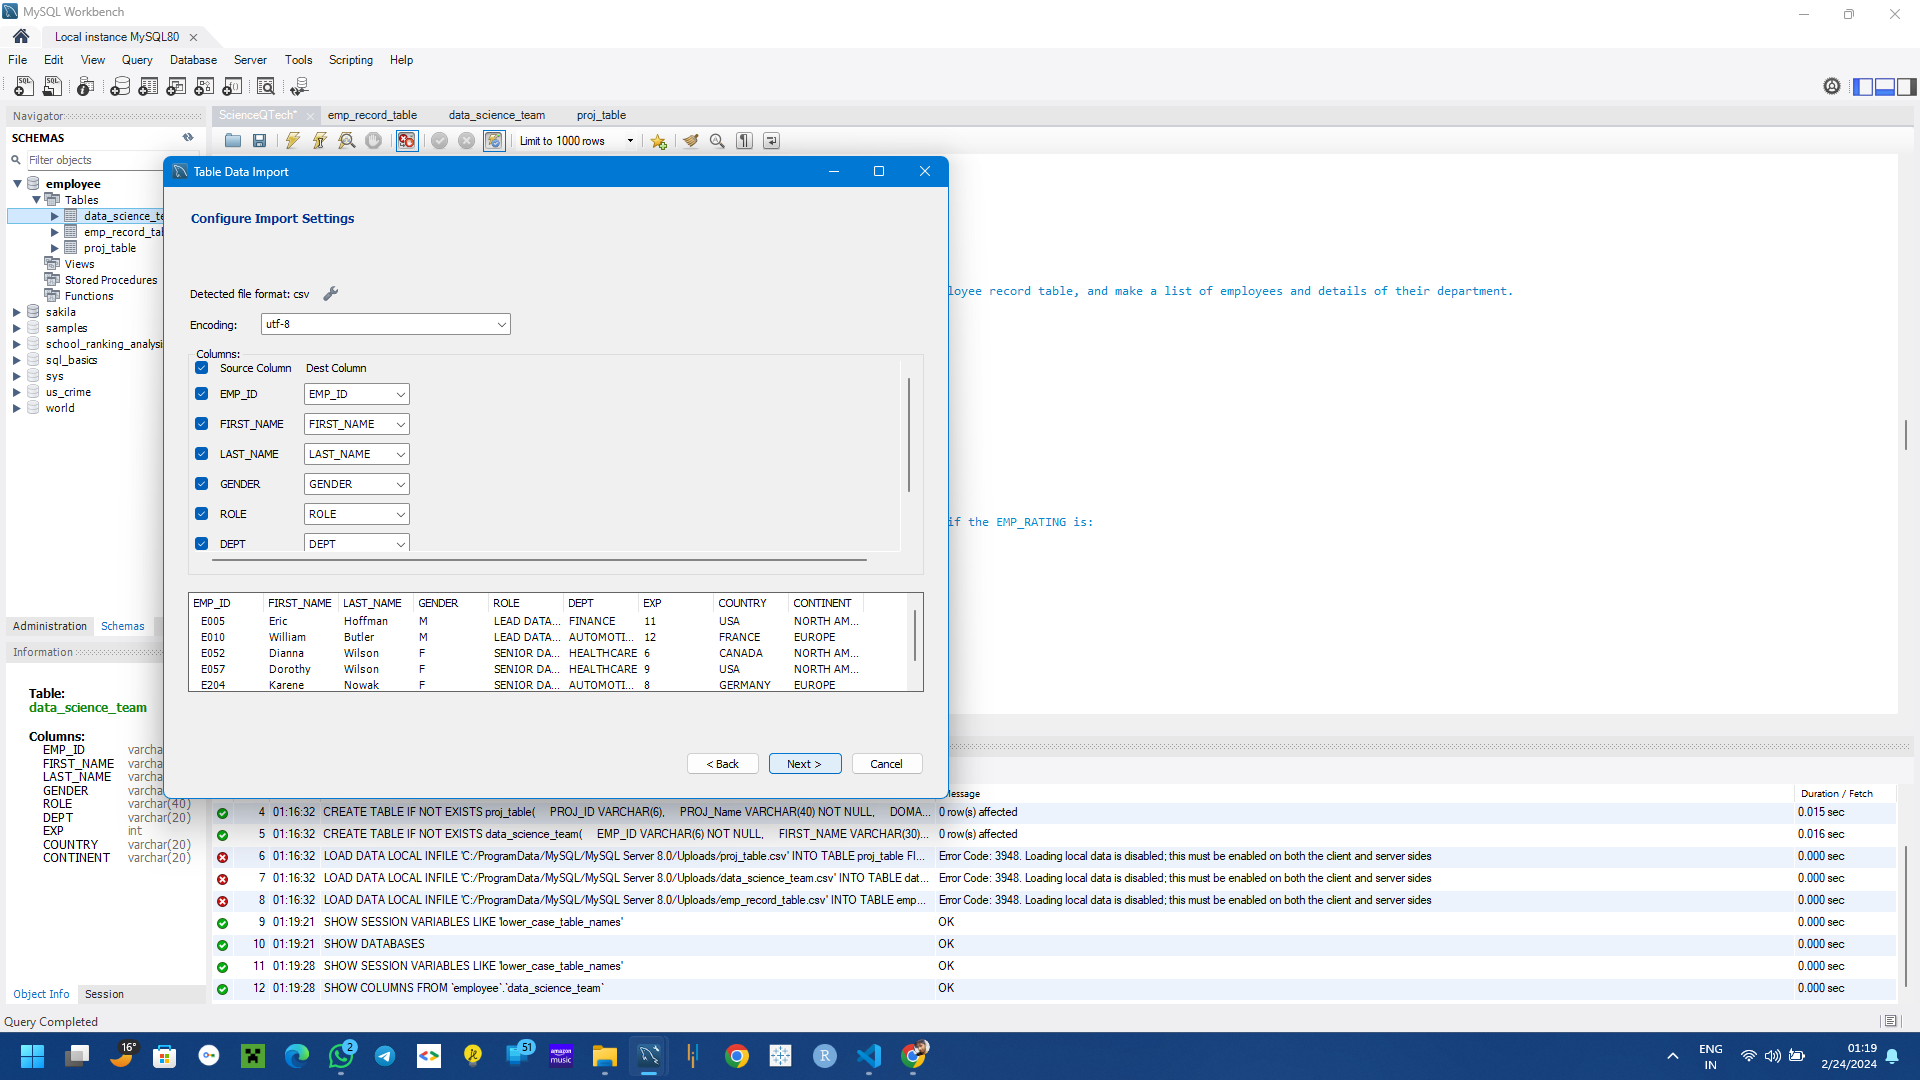 MySQL Workbench
Local instance MySQL80
File Edit View Query Database Server Tools Scripting Help
Navigator
SCHEMAS
Filter objects
employee
Tables
data_science_te
emp_record_tab
proj_table
Views
Stored Procedures
Functions
sakila
samples
school_ranking_analysi
sql_basics
sys
us_crime
world
Administration Schemas
Information
Table:
data_science_team
Columns:
EMP_ID varcha
FIRST_NAME varcha
LAST_NAME varcha
GENDER varcha
ROLE varchar(40)
DEPT varchar(20)
EXP int
COUNTRY varchar(20)
CONTINENT varchar(20)
Object Info Session
Query Completed
ScienceQTech* emp_record_table data_science_team proj_table
Limit to 1000 rows
loyee record table, and make a list of employees and details of their department.
if the EMP_RATING is:
Table Data Import
Configure Import Settings
Detected file format: csv
Encoding: utf-8
Columns:
Source Column Dest Column
EMP_ID EMP_ID
FIRST_NAME FIRST_NAME
LAST_NAME LAST_NAME
GENDER GENDER
ROLE ROLE
DEPT DEPT
EMP_ID FIRST_NAME LAST_NAME GENDER ROLE DEPT EXP COUNTRY CONTINENT
E005 Eric Hoffman M LEAD DATA... FINANCE 11 USA NORTH AM...
E010 William Butler M LEAD DATA... AUTOMOTI... 12 FRANCE EUROPE
E052 Dianna Wilson F SENIOR DA... HEALTHCARE 6 CANADA NORTH AM...
E057 Dorothy Wilson F SENIOR DA... HEALTHCARE 9 USA NORTH AM...
E204 Karene Nowak F SENIOR DA... AUTOMOTI... 8 GERMANY EUROPE
< Back Next > Cancel
Message Duration / Fetch
4 01:16:32 CREATE TABLE IF NOT EXISTS proj_table( PROJ_ID VARCHAR(6), PROJ_Name VARCHAR(40) NOT NULL, DOMA... 0 row(s) affected 0.015 sec
5 01:16:32 CREATE TABLE IF NOT EXISTS data_science_team( EMP_ID VARCHAR(6) NOT NULL, FIRST_NAME VARCHAR(30)... 0 row(s) affected 0.016 sec
6 01:16:32 LOAD DATA LOCAL INFILE 'C:/ProgramData/MySQL/MySQL Server 8.0/Uploads/proj_table.csv' INTO TABLE proj_table FI... Error Code: 3948. Loading local data is disabled; this must be enabled on both the client and server sides 0.000 sec
7 01:16:32 LOAD DATA LOCAL INFILE 'C:/ProgramData/MySQL/MySQL Server 8.0/Uploads/data_science_team.csv' INTO TABLE dat... Error Code: 3948. Loading local data is disabled; this must be enabled on both the client and server sides 0.000 sec
8 01:16:32 LOAD DATA LOCAL INFILE 'C:/ProgramData/MySQL/MySQL Server 8.0/Uploads/emp_record_table.csv' INTO TABLE emp... Error Code: 3948. Loading local data is disabled; this must be enabled on both the client and server sides 0.000 sec
9 01:19:21 SHOW SESSION VARIABLES LIKE 'lower_case_table_names' OK 0.000 sec
10 01:19:21 SHOW DATABASES OK 0.000 sec
11 01:19:28 SHOW SESSION VARIABLES LIKE 'lower_case_table_names' OK 0.000 sec
12 01:19:28 SHOW COLUMNS FROM `employee`.`data_science_team` OK 0.000 sec
16° 2 51 amazon music R
ENG
IN
01:19
2/24/2024